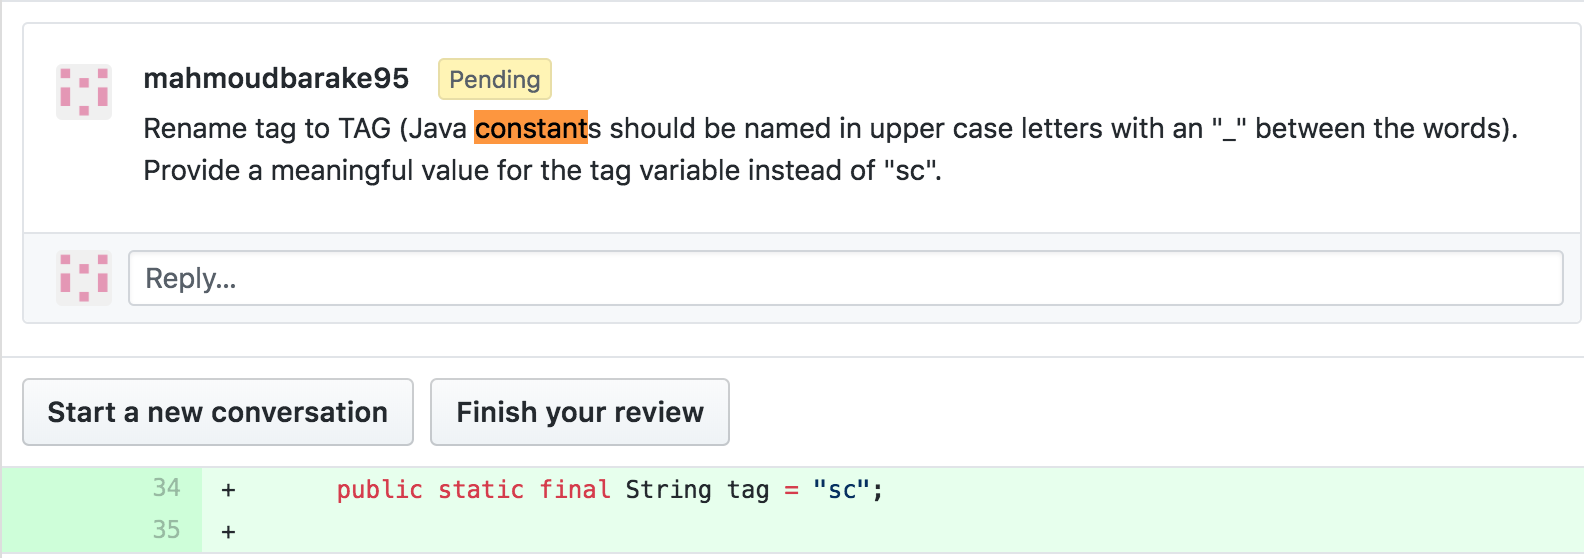 mahmoudbarake95 Pending
Rename tag to TAG (Java constants should be named in upper case letters with an "_" between the words).
Provide a meaningful value for the tag variable instead of "sc".
Reply...
Start a new conversation Finish your review
34 + public static final String tag = "sc";
35 +